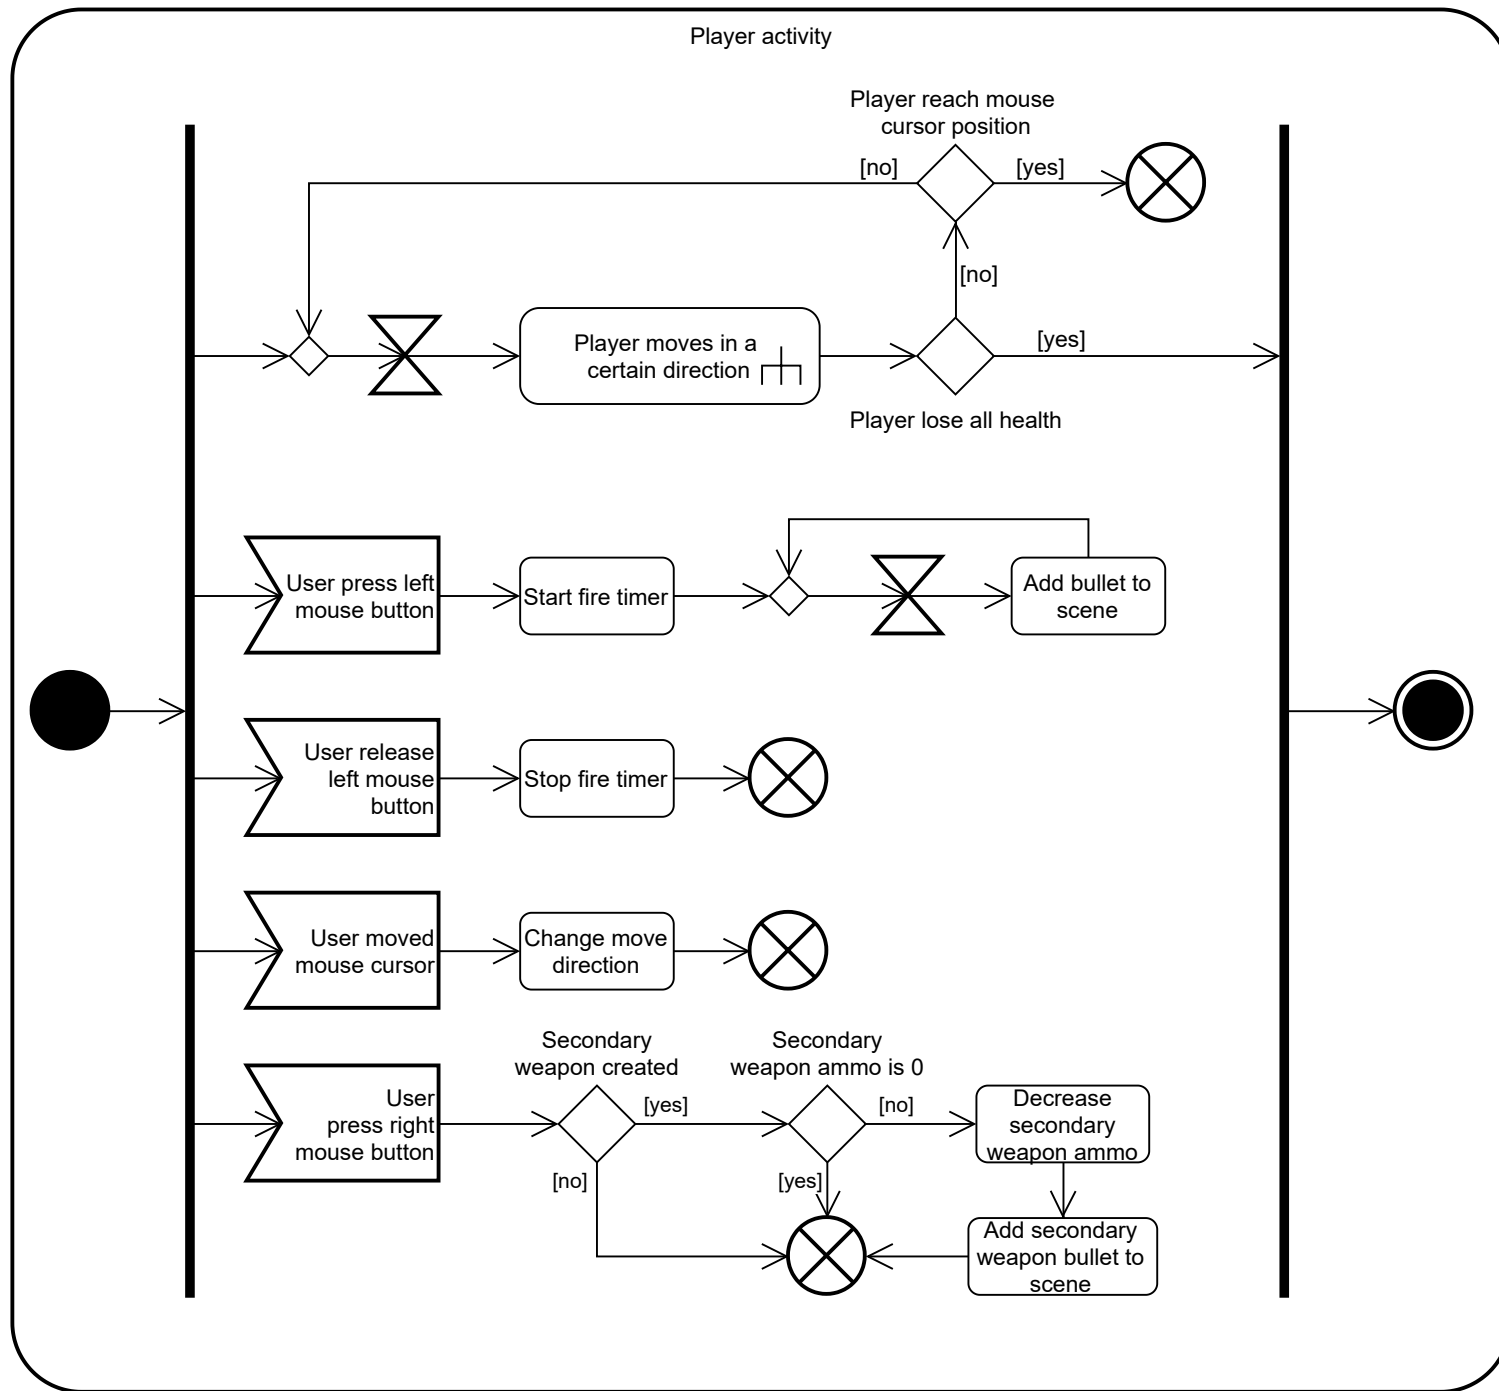 Player activity
Player reach mouse
cursor position
[no]
[yes]
[no]
Player moves in a
certain direction
[yes]
Player lose all health
User press left
mouse button
Start fire timer
Add bullet to
scene
User release
left mouse
button
Stop fire timer
User moved
mouse cursor
Change move
direction
Secondary
weapon created
Secondary
weapon ammo is 0
User
press right
mouse button
[yes]
[no]
Decrease
secondary
weapon ammo
[no]
[yes]
Add secondary
weapon bullet to
scene